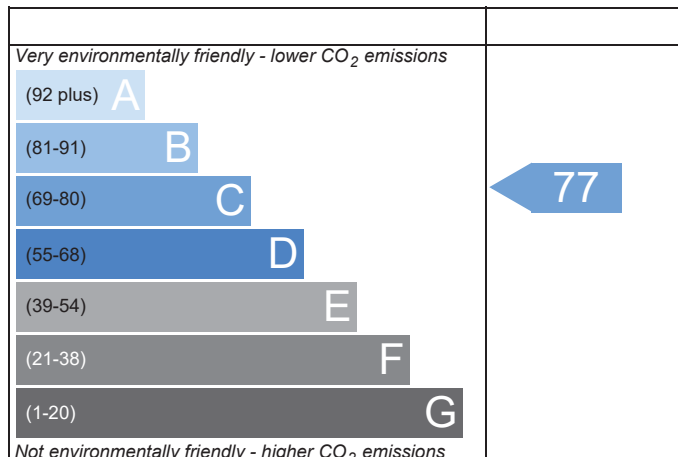 Very environmentally friendly - lower CO2 emissions
(92 plus) A
(81-91) B
(69-80) C
77
(55-68) D
(39-54) E
(21-38) F
(1-20) G
Not environmentally friendly - higher CO2 emissions